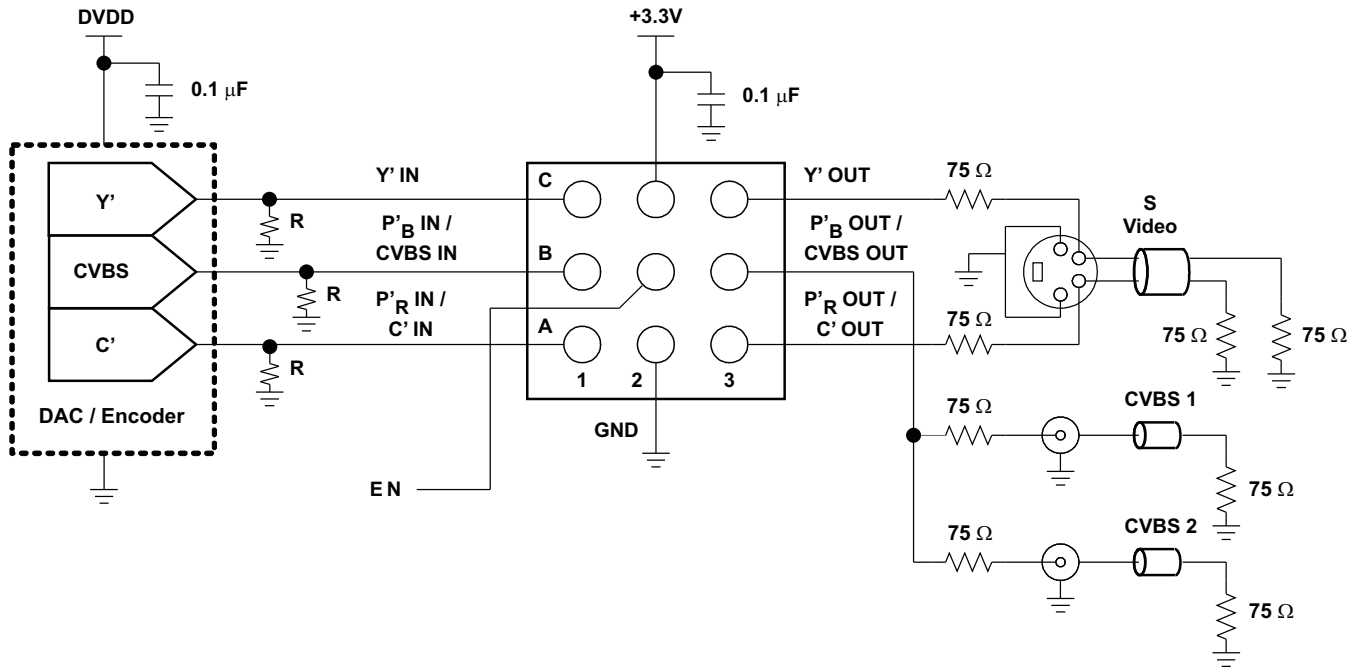 DVDD
+3.3V
0.1 μF
0.1 μF
Y'
CVBS
C'
DAC / Encoder
R
R
R
Y' IN
P'B IN /
CVBS IN
P'R IN /
C' IN
EN
C
B
A
1 2 3
GND
Y' OUT
P'B OUT /
CVBS OUT
P'R OUT /
C' OUT
75 Ω
75 Ω
S
Video
75 Ω
75 Ω
75 Ω
CVBS 1
75 Ω
75 Ω
CVBS 2
75 Ω